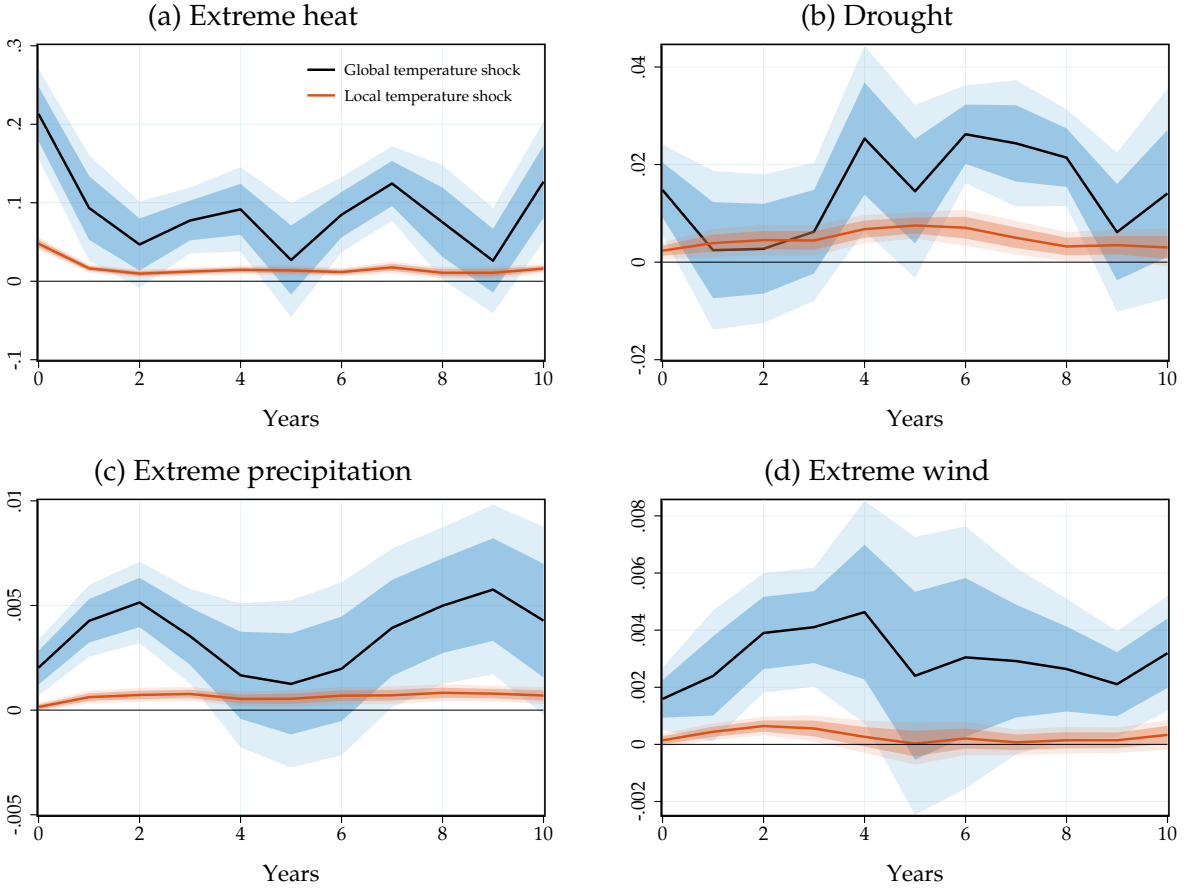 (a) Extreme heat
.3
.2
.1
0
-.1
Global temperature shock
Local temperature shock
0 2 4 6 8 10
Years
(b) Drought
.04
.02
0
-.02
0 2 4 6 8 10
Years
(c) Extreme precipitation
.01
.005
0
-.005
0 2 4 6 8 10
Years
(d) Extreme wind
.008
.006
.004
.002
0
-.002
0 2 4 6 8 10
Years